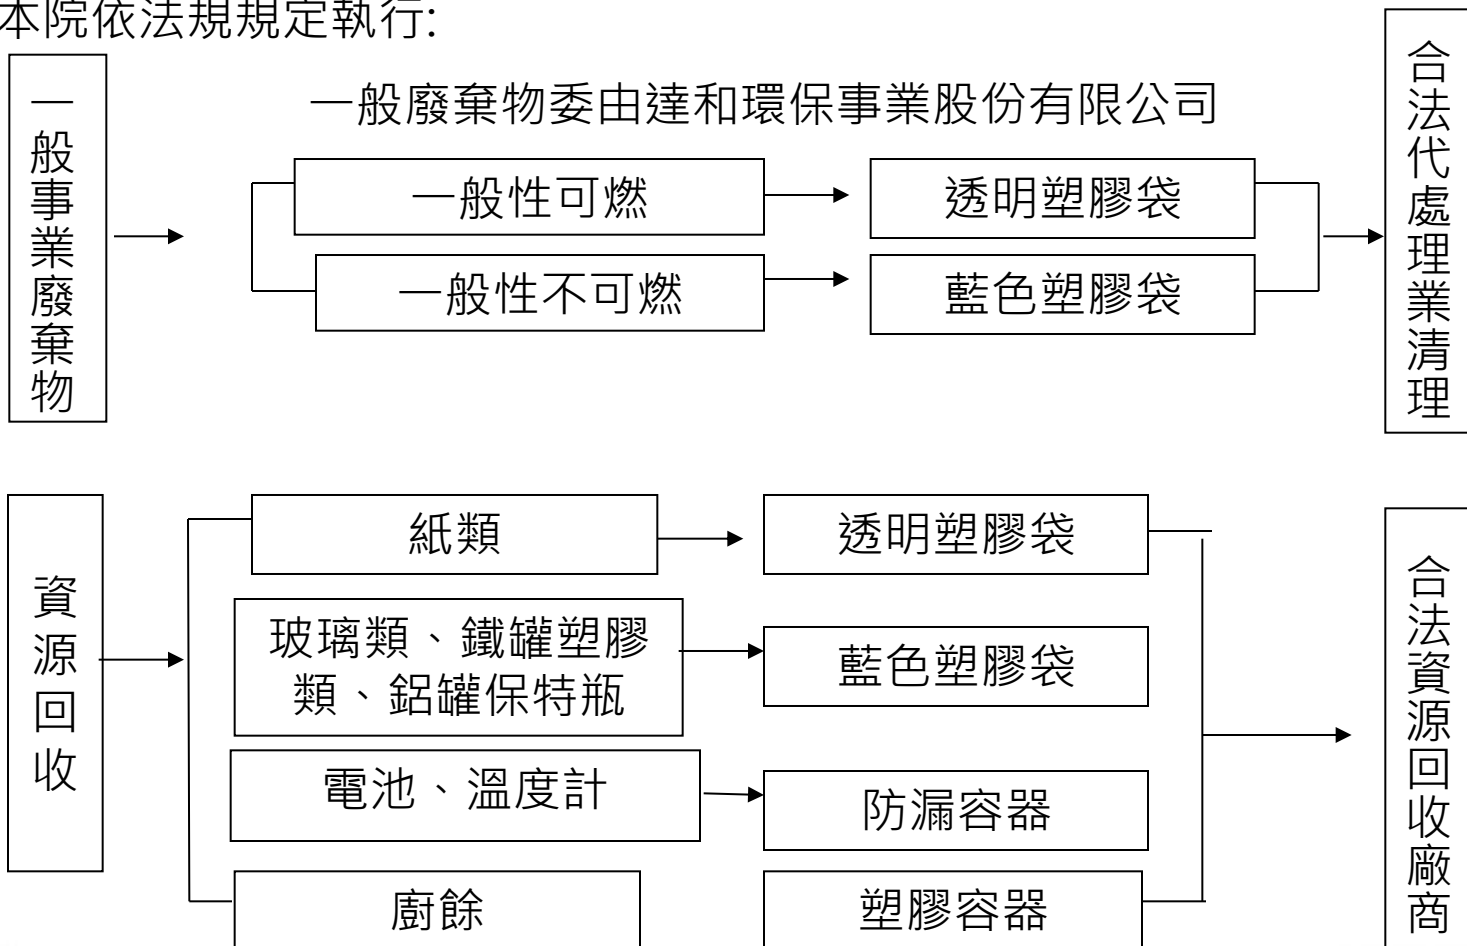 本院依法規規定執行:
一般事業廢棄物
一般廢棄物委由達和環保事業股份有限公司
一般性可燃
透明塑膠袋
一般性不可燃
藍色塑膠袋
合法代處理業清理
資源回收
紙類
透明塑膠袋
玻璃類、鐵罐塑膠
類、鋁罐保特瓶
藍色塑膠袋
電池、溫度計
防漏容器
廚餘
塑膠容器
合法資源回收廠商